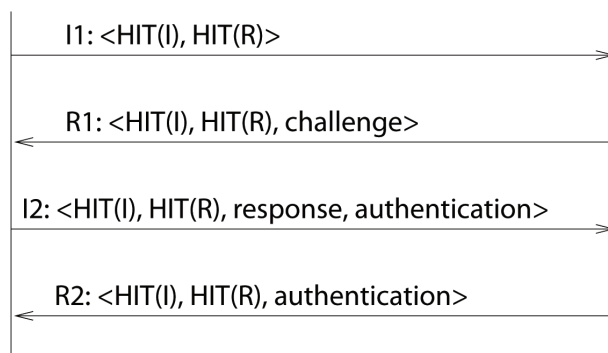 I1: <HIT(I), HIT(R)>
R1: <HIT(I), HIT(R), challenge>
I2: <HIT(I), HIT(R), response, authentication>
R2: <HIT(I), HIT(R), authentication>